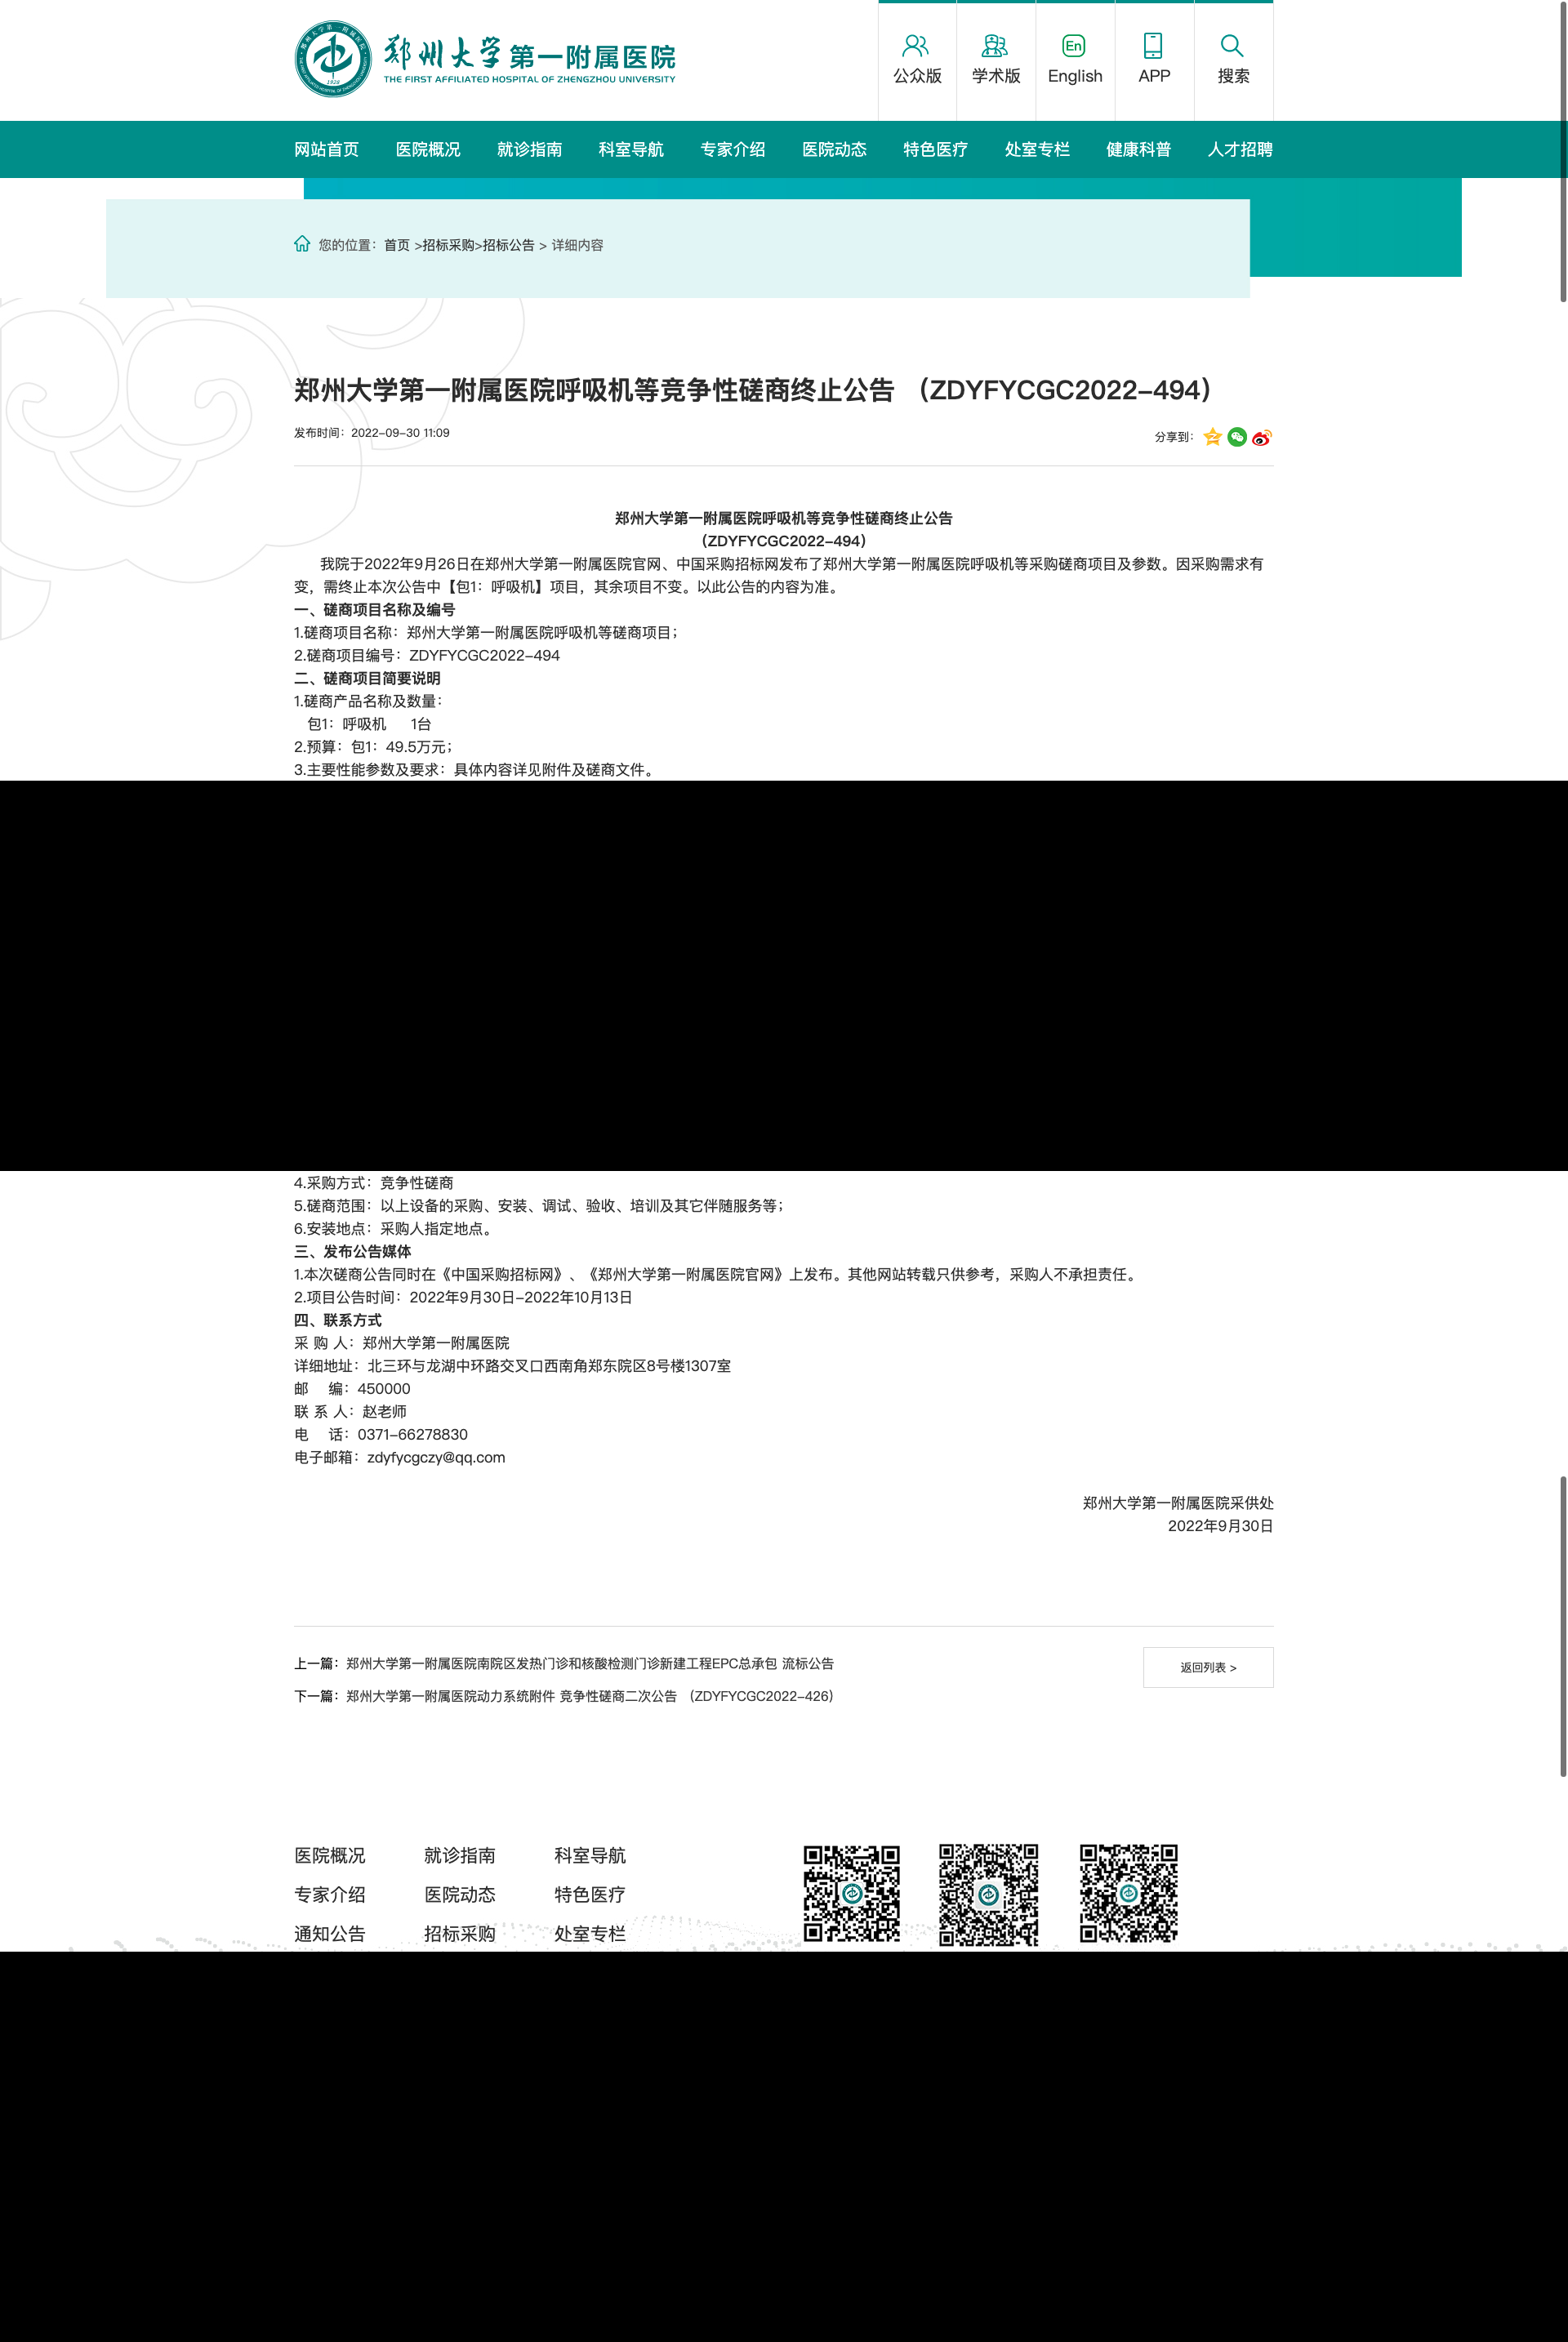 郑州大学第一附属医院
THE FIRST AFFILIATED HOSPITAL OF ZHENGZHOU UNIVERSITY
公众版
学术版
En
English
APP
搜索
网站首页 医院概况 就诊指南 科室导航 专家介绍 医院动态 特色医疗 处室专栏 健康科普 人才招聘
您的位置：首页 >招标采购>招标公告 > 详细内容
郑州大学第一附属医院呼吸机等竞争性磋商终止公告 （ZDYFYCGC2022-494）
发布时间：2022-09-30 11:09
分享到：
郑州大学第一附属医院呼吸机等竞争性磋商终止公告
（ZDYFYCGC2022-494）
我院于2022年9月26日在郑州大学第一附属医院官网、中国采购招标网发布了郑州大学第一附属医院呼吸机等采购磋商项目及参数。因采购需求有
变，需终止本次公告中【包1：呼吸机】项目，其余项目不变。以此公告的内容为准。
一、磋商项目名称及编号
1.磋商项目名称：郑州大学第一附属医院呼吸机等磋商项目；
2.磋商项目编号：ZDYFYCGC2022-494
二、磋商项目简要说明
1.磋商产品名称及数量：
包1：呼吸机 1台
2.预算：包1：49.5万元；
3.主要性能参数及要求：具体内容详见附件及磋商文件。
4.采购方式：竞争性磋商
5.磋商范围：以上设备的采购、安装、调试、验收、培训及其它伴随服务等；
6.安装地点：采购人指定地点。
三、发布公告媒体
1.本次磋商公告同时在《中国采购招标网》、《郑州大学第一附属医院官网》上发布。其他网站转载只供参考，采购人不承担责任。
2.项目公告时间：2022年9月30日-2022年10月13日
四、联系方式
采 购 人：郑州大学第一附属医院
详细地址：北三环与龙湖中环路交叉口西南角郑东院区8号楼1307室
邮 编：450000
联 系 人：赵老师
电 话：0371-66278830
电子邮箱：zdyfycgczy@qq.com
郑州大学第一附属医院采供处
2022年9月30日
上一篇：郑州大学第一附属医院南院区发热门诊和核酸检测门诊新建工程EPC总承包 流标公告
返回列表 >
下一篇：郑州大学第一附属医院动力系统附件 竞争性磋商二次公告 （ZDYFYCGC2022-426）
医院概况 就诊指南 科室导航
专家介绍 医院动态 特色医疗
通知公告 招标采购 处室专栏